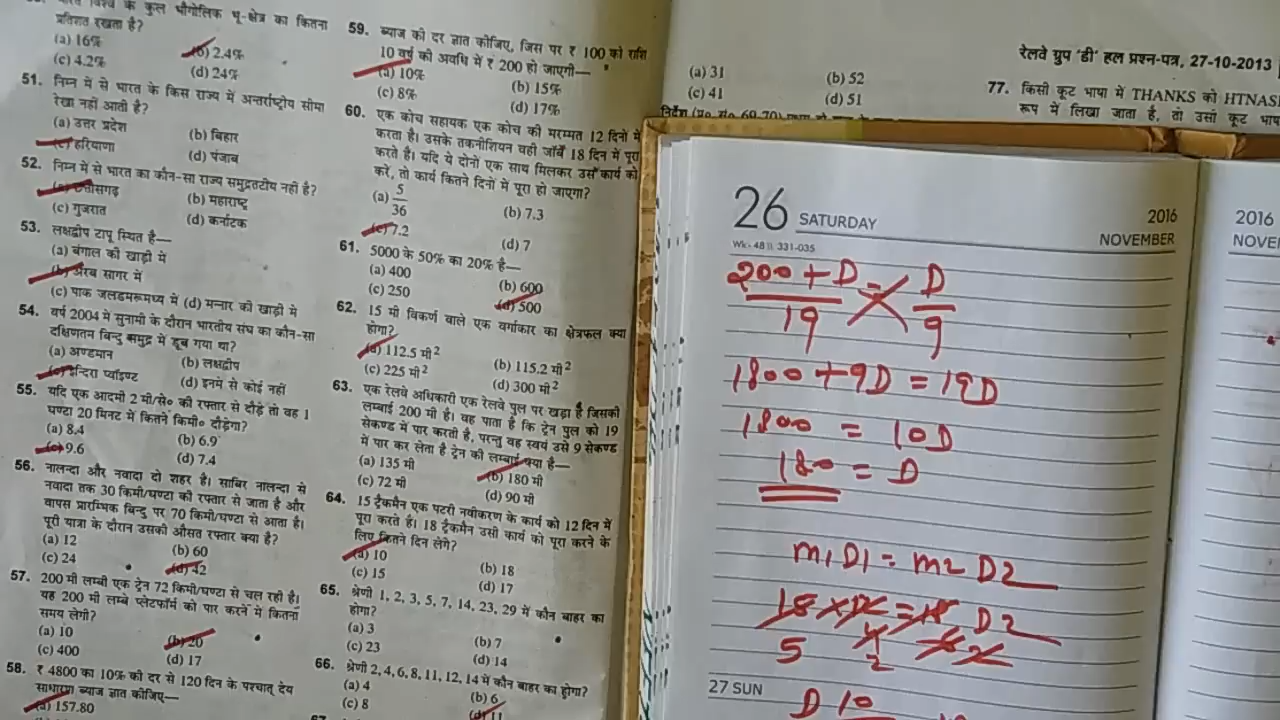 विश्व के कुल भौगोलिक भू-क्षेत्र का कितना
प्रतिशत रखता है?
(a) 16%
(b) 2.4%
(c) 4.2%
(d) 24%
51. निम्न में से भारत के किस राज्य में अन्तर्राष्ट्रीय सीमा
रेखा नहीं आती है?
(a) उत्तर प्रदेश
(b) बिहार
(c) हरियाणा
(d) पंजाब
52. निम्न में से भारत का कौन-सा राज्य समुद्रतटीय नहीं है?
(a) छत्तीसगढ़
(b) महाराष्ट्र
(c) गुजरात
(d) कर्नाटक
53. लक्षद्वीप टापू स्थित है—
(a) बंगाल की खाड़ी में
(b) अरब सागर में
(c) पाक जलडमरूमध्य में (d) मन्नार की खाड़ी मे
54. वर्ष 2004 मे सुनामी के दौरान भारतीय संघ का कौन-सा
दक्षिणतम बिन्दु समुद्र में डूब गया था?
(a) अण्डमान
(b) लक्षद्वीप
(c) इन्दिरा प्वॉइण्ट
(d) इनमे से कोई नहीं
55. यदि एक आदमी 2 मी/से० की रफ्तार से दौड़े तो वह 1
घण्टा 20 मिनट में कितने किमी० दौड़ेगा?
(a) 8.4
(b) 6.9
(c) 9.6
(d) 7.4
56. नालन्दा और नवादा दो शहर है। साबिर नालन्दा से
नवादा तक 30 किमी/घण्टा की रफ्तार से जाता है और
वापस प्रारम्भिक बिन्दु पर 70 किमी/घण्टा से आता है।
पूरी यात्रा के दौरान उसकी औसत रफ्तार क्या है?
(a) 12
(b) 60
(c) 24
(d) 42
57. 200 मी लम्बी एक ट्रेन 72 किमी/घण्टा से चल रही है।
यह 200 मी लम्बे प्लेटफॉर्म को पार करने में कितना
समय लेगी?
(a) 10
(b) 20
(c) 400
(d) 17
58. ₹ 4800 का 10% की दर से 120 दिन के पश्चात् देय
साधारण ब्याज ज्ञात कीजिए—
(a) 157.80
59. ब्याज की दर ज्ञात कीजिए, जिस पर ₹ 100 की राशि
10 वर्ष की अवधि में ₹ 200 हो जाएगी—
(a) 10%
(b) 15%
(c) 8%
(d) 17%
60. एक कोच सहायक एक कोच की मरम्मत 12 दिनो मे
करता है। उसके तकनीशियन वही जॉब 18 दिन में पूरा
करते है। यदि ये दोनो एक साथ मिलकर उस कार्य को
करें, तो कार्य कितने दिनों में पूरा हो जाएगा?
(a) 5/36
(b) 7.3
(c) 7.2
(d) 7
61. 5000 के 50% का 20% है—
(a) 400
(b) 600
(c) 250
(d) 500
62. 15 मी विकर्ण वाले एक वर्गाकार का क्षेत्रफल क्या
होगा?
(a) 112.5 मी²
(b) 115.2 मी²
(c) 225 मी²
(d) 300 मी²
63. एक रेलवे अधिकारी एक रेलवे पुल पर खड़ा है जिसकी
लम्बाई 200 मी है। वह पाता है कि ट्रेन पुल को 19
सेकण्ड में पार करती है, परन्तु वह स्वयं उसे 9 सेकण्ड
में पार कर लेता है ट्रेन की लम्बाई क्या है—
(a) 135 मी
(b) 180 मी
(c) 72 मी
(d) 90 मी
64. 15 ट्रैकमैन एक पटरी नवीकरण के कार्य को 12 दिन में
पूरा करते हैं। 18 ट्रैकमैन उसी कार्य को पूरा करने के
लिए कितने दिन लेंगे?
(a) 10
(b) 18
(c) 15
(d) 17
65. श्रेणी 1, 2, 3, 5, 7, 14, 23, 29 में कौन बाहर का
होगा?
(a) 3
(b) 7
(c) 23
(d) 14
66. श्रेणी 2, 4, 6, 8, 11, 12, 14 में कौन बाहर का होगा?
(a) 4
(b) 6
(c) 8
(d) 11
67.
(a) 31
(b) 52
(c) 41
(d) 51
रेलवे ग्रुप 'डी' हल प्रश्न-पत्र, 27-10-2013
77. किसी कूट भाषा में THANKS को HTNAS
रूप में लिखा जाता है, तो उसी कूट भाष
26 SATURDAY
2016
NOVEMBER
Wk - 48 331-035
200 + D = D
19 9
1800 + 9D = 19D
1800 = 10D
180 = D
m1D1 = m2 D2
D2
5 2
27 SUN
D 10
2016
NOVE